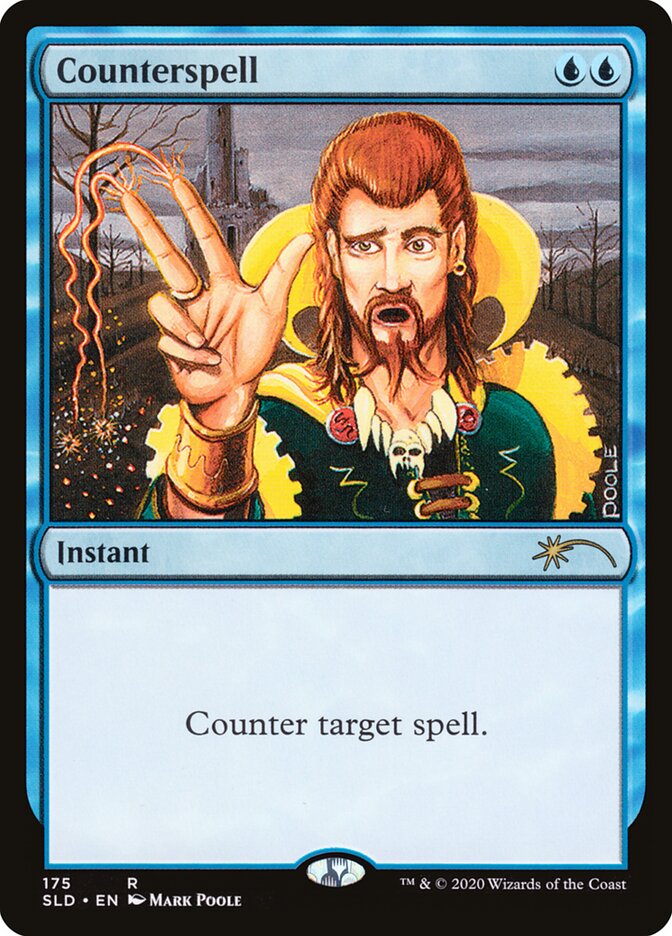 Counterspell
POOLE
Instant
Counter target spell.
175 R
™ & © 2020 Wizards of the Coast
SLD • EN Mark Poole